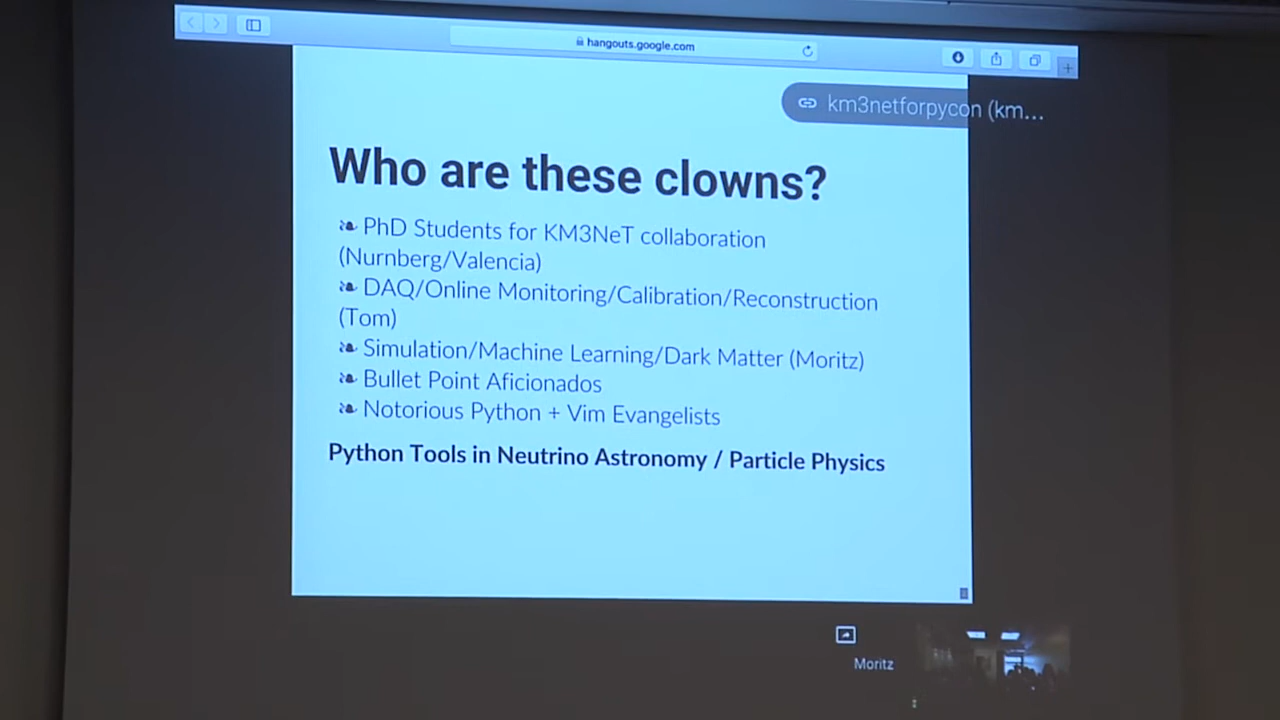 hangouts.google.com
km3netforpycon (km...
Who are these clowns?
❧ PhD Students for KM3NeT collaboration
(Nurnberg/Valencia)
❧ DAQ/Online Monitoring/Calibration/Reconstruction
(Tom)
❧ Simulation/Machine Learning/Dark Matter (Moritz)
❧ Bullet Point Aficionados
❧ Notorious Python + Vim Evangelists
Python Tools in Neutrino Astronomy / Particle Physics
Moritz